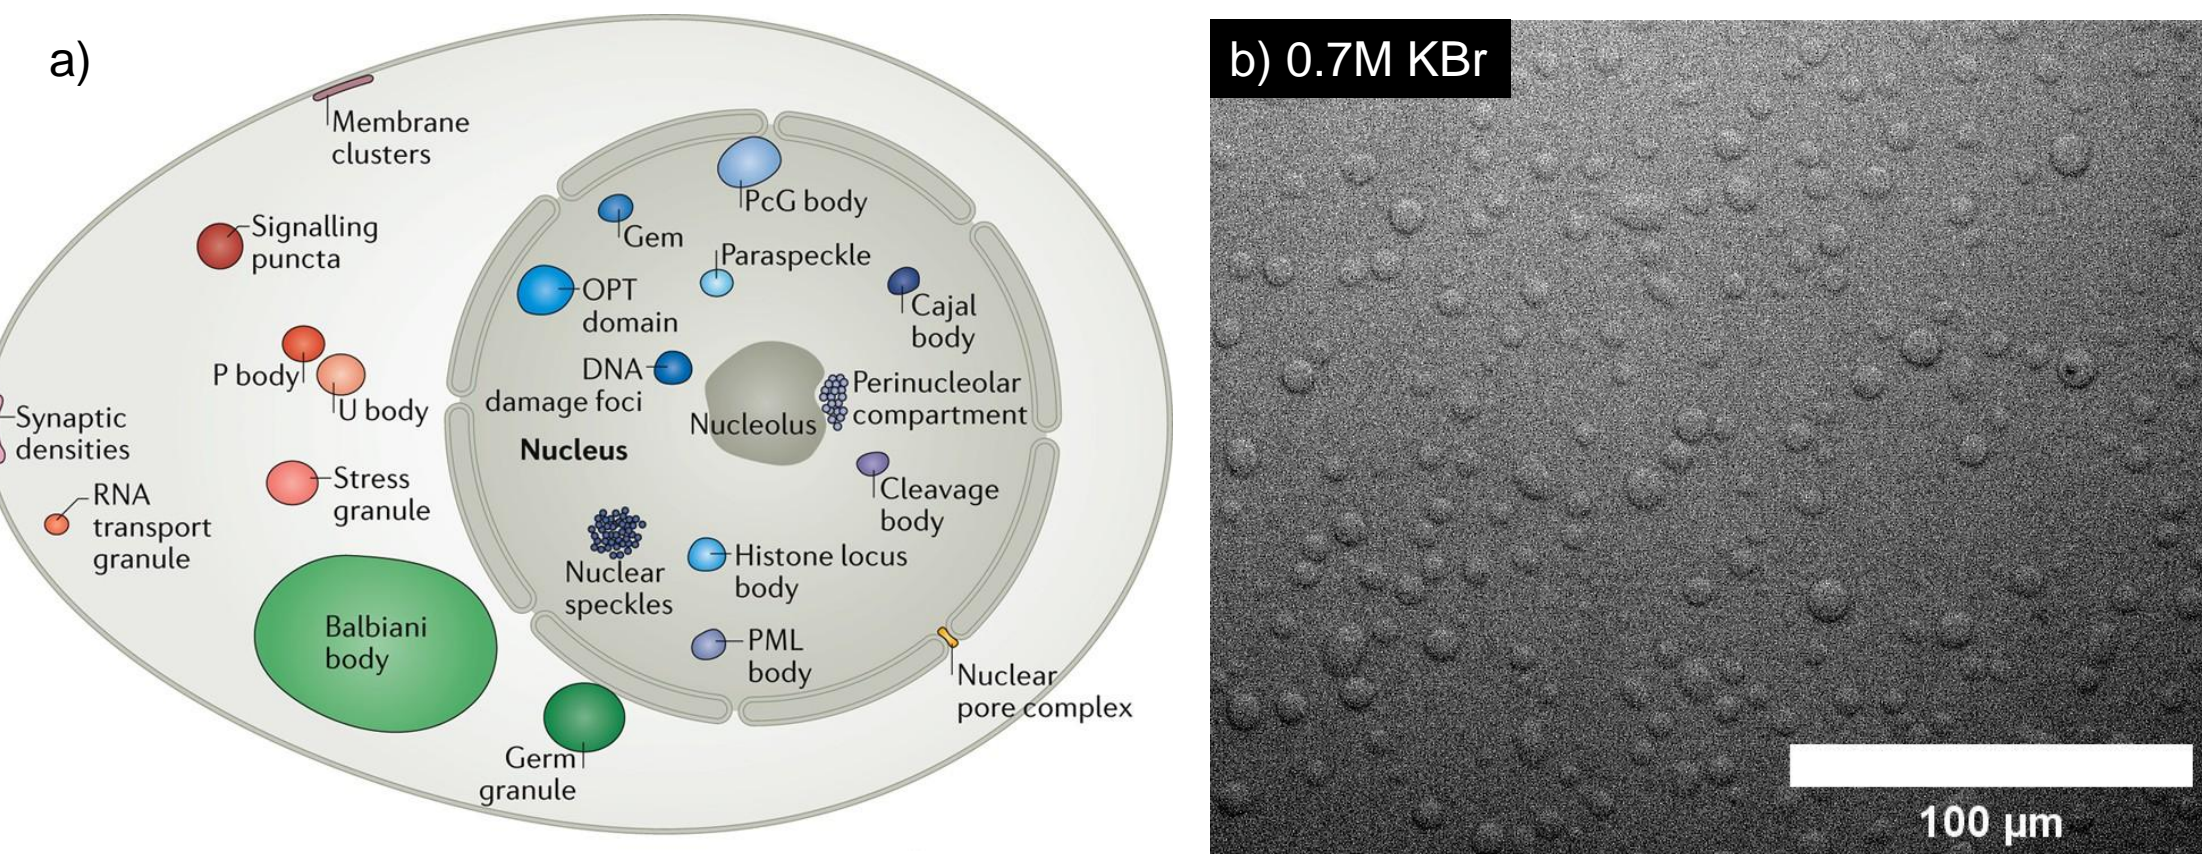 a)
Membrane
clusters
Signalling
puncta
P body
U body
Synaptic
densities
RNA
transport
granule
Stress
granule
Balbiani
body
Germ
granule
PcG body
Gem
Paraspeckle
OPT
domain
Cajal
body
DNA
damage foci
Nucleolus
Perinucleolar
compartment
Nucleus
Cleavage
body
Nuclear
speckles
Histone locus
body
PML
body
Nuclear
pore complex
b) 0.7M KBr
100 µm